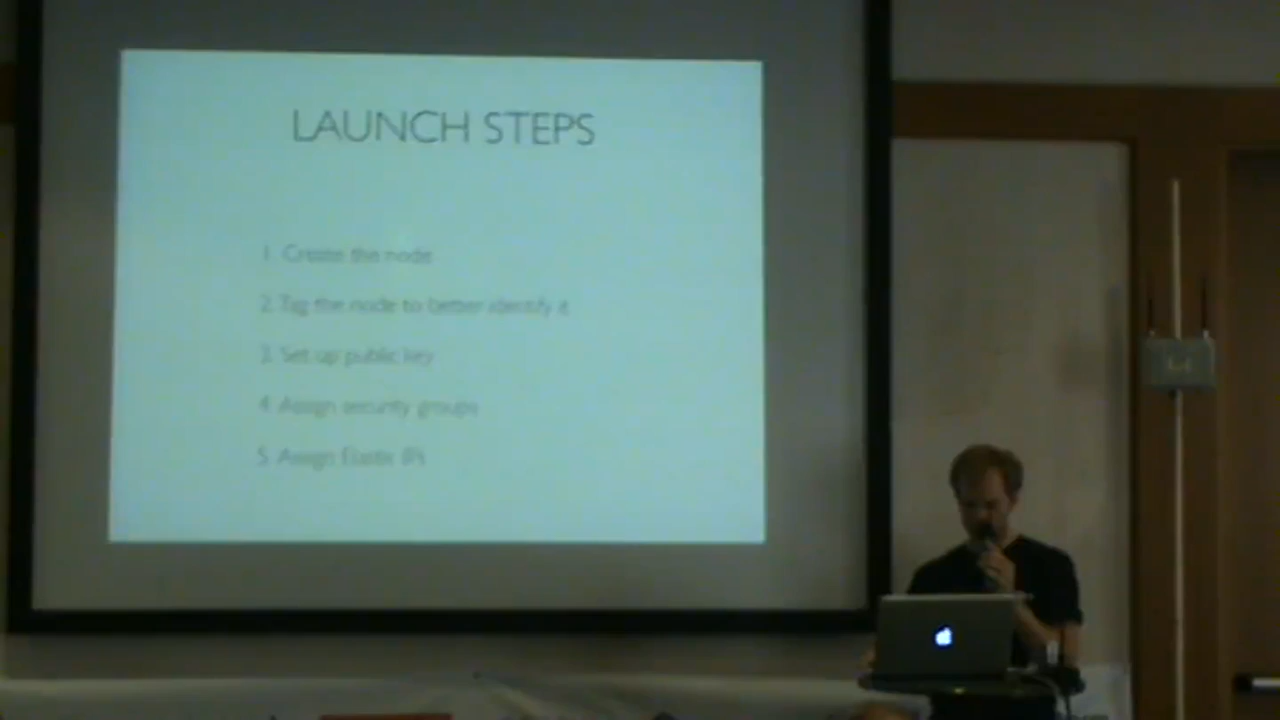 LAUNCH STEPS
1. Create the node
2. Tag the node to better identify it
3. Set up public key
4. Assign security groups
5. Assign Elastic IPs